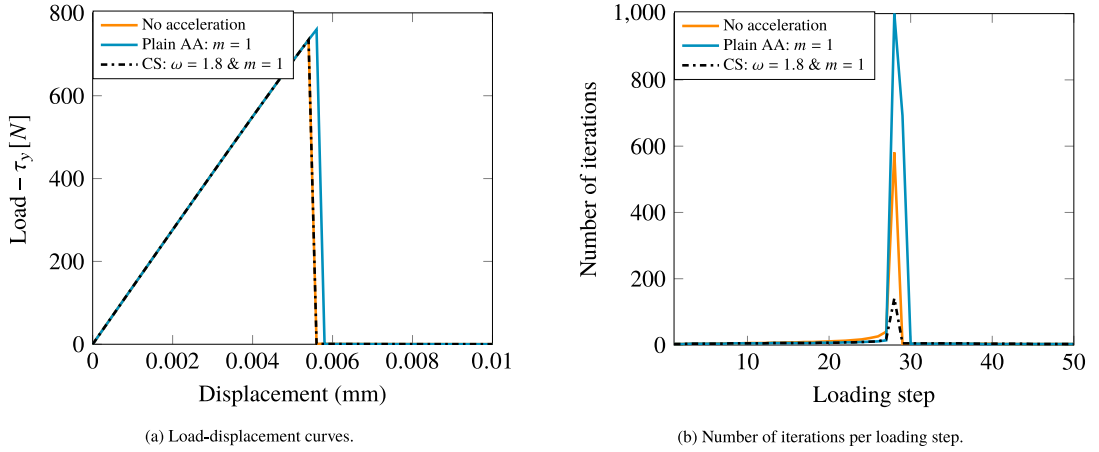 800
600
400
200
0
Load − τy [N]
No acceleration
Plain AA: m = 1
CS: ω = 1.8 & m = 1
0 0.002 0.004 0.006 0.008 0.01
Displacement (mm)
(a) Load-displacement curves.
1,000
800
600
400
200
0
Number of iterations
No acceleration
Plain AA: m = 1
CS: ω = 1.8 & m = 1
10 20 30 40 50
Loading step
(b) Number of iterations per loading step.